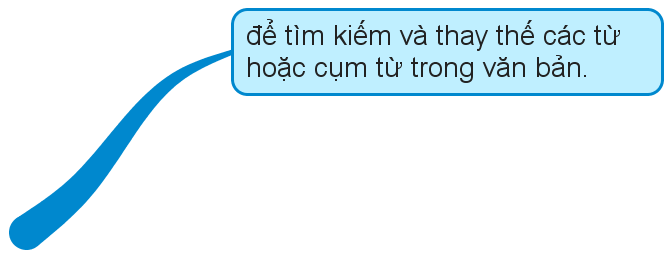 để tìm kiếm và thay thế các từ
hoặc cụm từ trong văn bản.